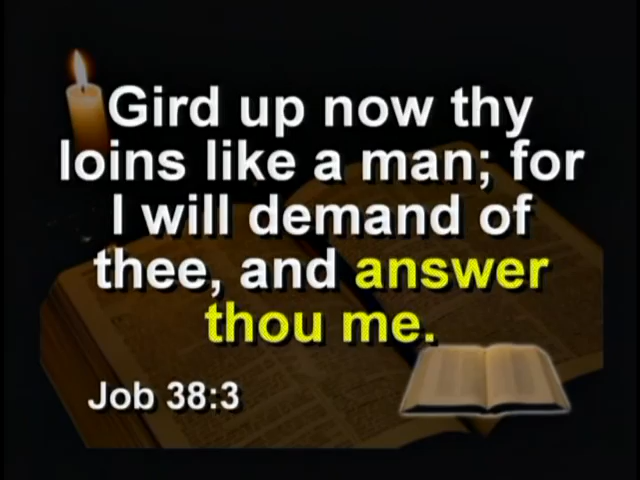 Gird up now thy
loins like a man; for
I will demand of
thee, and answer
thou me.
Job 38:3